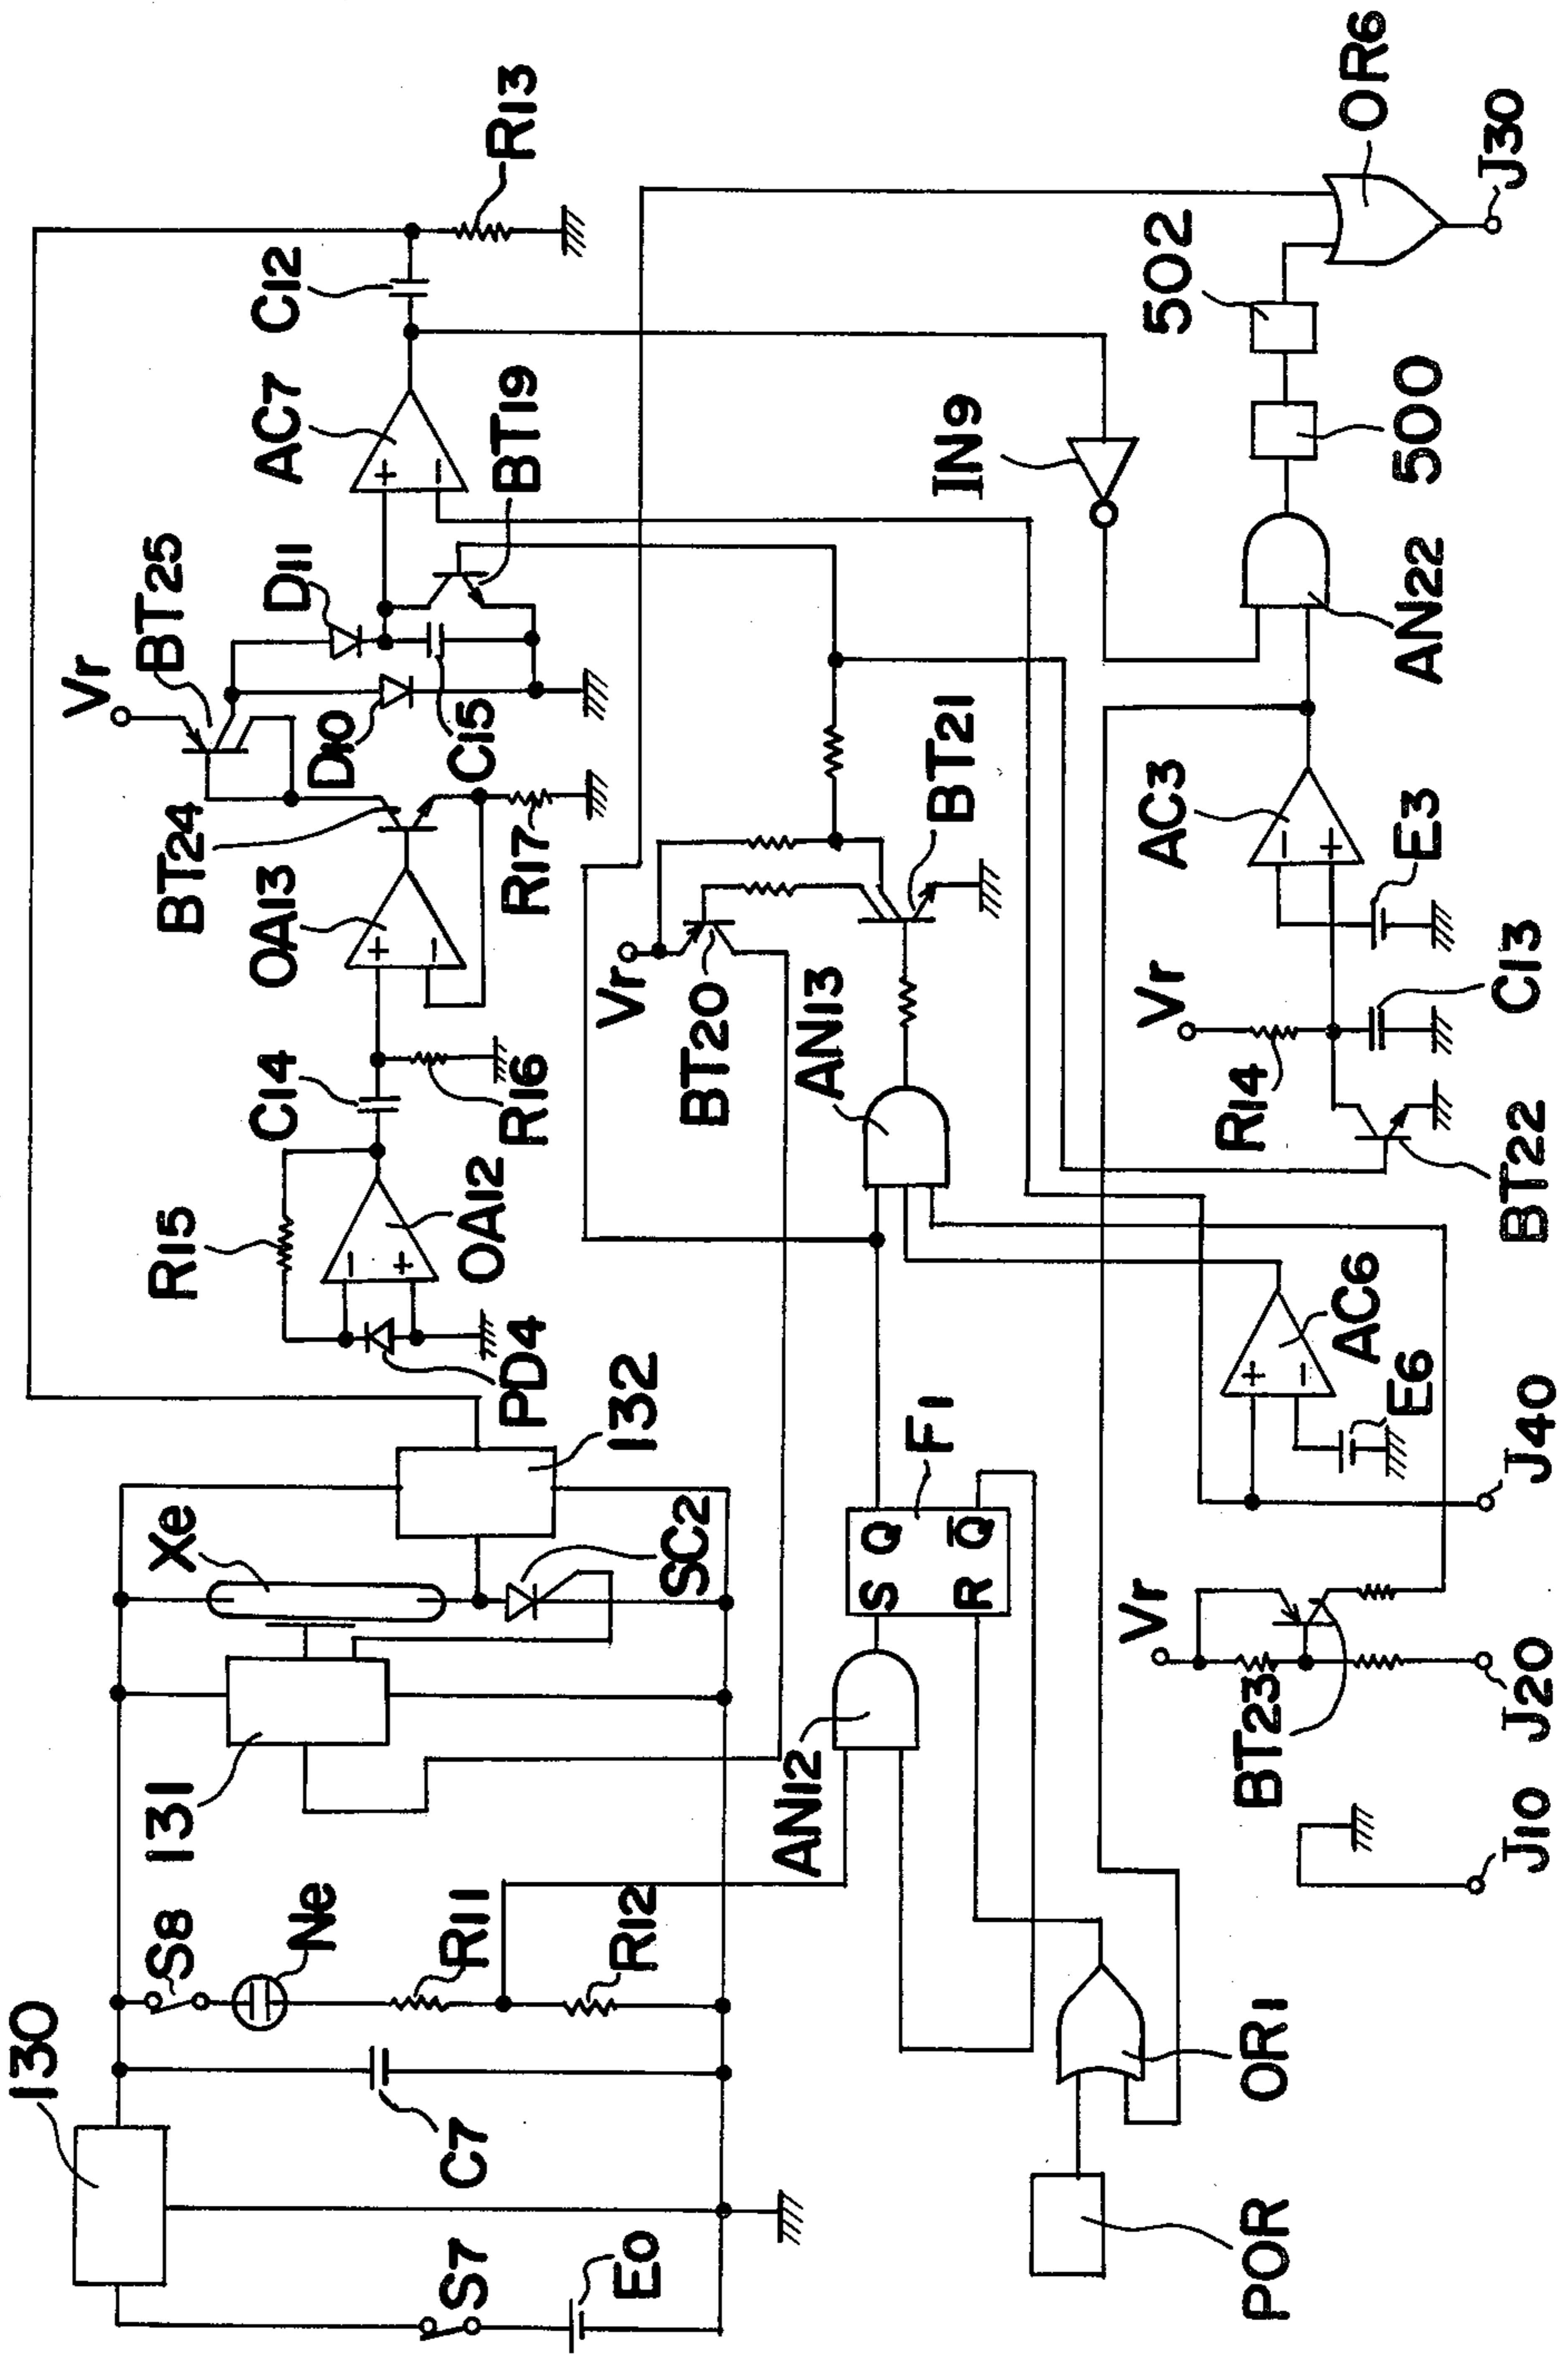 130
S8
Ne
S7
E0
C7
R11
R12
131
Xe
132
SC2
PD4
R15
OA12
C14
R16
OA13
BT24
R17
Vr
BT25
D10
D11
C15
AC7
BT19
C12
R13
Vr
BT20
BT21
AN13
AN12
S
Q
R
Q̅
F1
POR
OR1
J10
J20
J40
Vr
BT23
E6
AC6
BT22
R14
Vr
C13
E3
AC3
AN22
IN9
500
502
OR6
J30
+
−
+
−
+
−
+
−
−
+